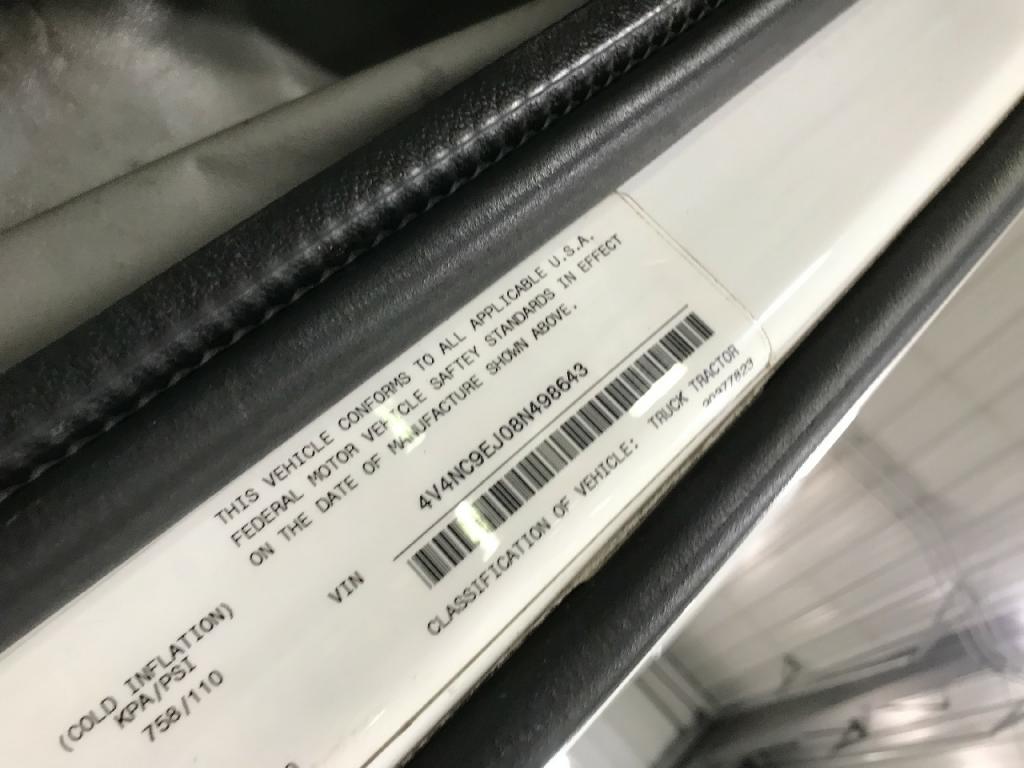 THIS VEHICLE CONFORMS TO ALL APPLICABLE U.S.A.
FEDERAL MOTOR VEHICLE SAFTEY STANDARDS IN EFFECT
ON THE DATE OF MANUFACTURE SHOWN ABOVE.
VIN 4V4NC9EJ08N498643
CLASSIFICATION OF VEHICLE: TRUCK TRACTOR
(COLD INFLATION)
KPA/PSI
758/110